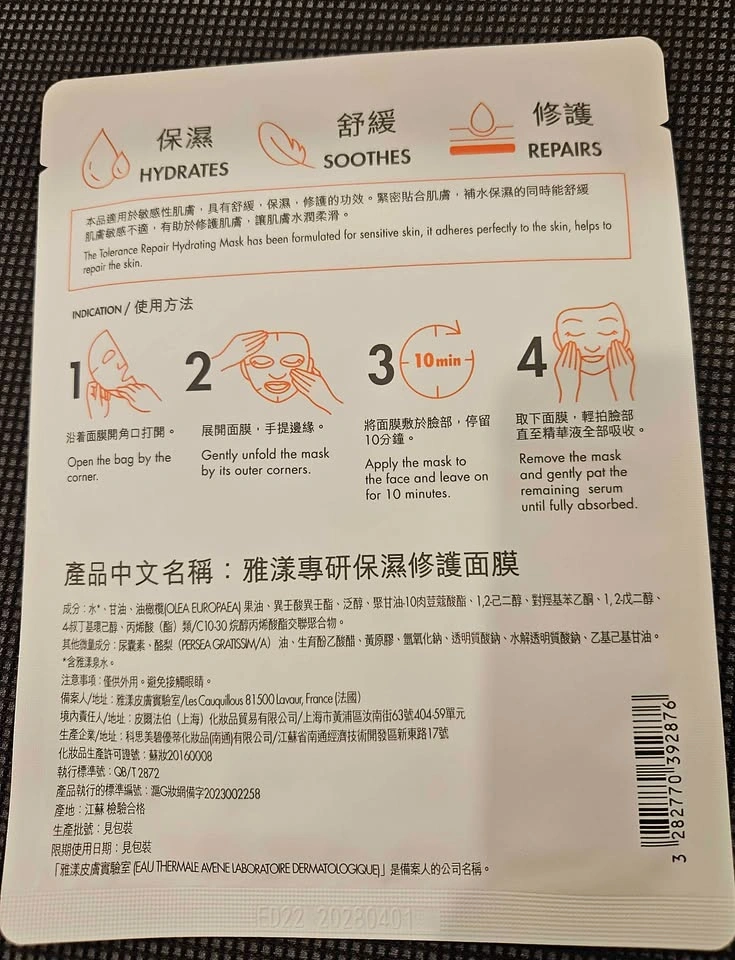 保濕
HYDRATES
舒緩
SOOTHES
修護
REPAIRS
本品適用於敏感性肌膚，具有舒緩、保濕，修護的功效。緊密貼合肌膚，補水保濕的同時能舒緩
肌膚敏感不適，有助於修護肌膚，讓肌膚水潤柔滑。
The Tolerance Repair Hydrating Mask has been formulated for sensitive skin, it adheres perfectly to the skin, helps to
repair the skin.
INDICATION / 使用方法
1
沿着面膜開角口打開。
Open the bag by the
corner.
2
展開面膜，手提邊緣。
Gently unfold the mask
by its outer corners.
3
10min
將面膜敷於臉部，停留
10分鐘。
Apply the mask to
the face and leave on
for 10 minutes.
4
取下面膜，輕拍臉部
直至精華液全部吸收。
Remove the mask
and gently pat the
remaining serum
until fully absorbed.
產品中文名稱：雅漾專研保濕修護面膜
成分：水*、甘油、油橄欖(OLEA EUROPAEA) 果油、異壬酸異壬酯、泛醇、聚甘油-10肉荳蔻酸酯、1,2-己二醇、對羥基苯乙酮、1, 2-戊二醇、
4-叔丁基環己醇、丙烯酸（酯）類/C10-30 烷醇丙烯酸酯交聯聚合物。
其他微量成分：尿囊素、酪梨（PERSEA GRATISSIM/A）油、生育酚乙酸酯、黃原膠、氫氧化鈉、透明質酸鈉、水解透明質酸鈉、乙基己基甘油。
*含雅漾泉水。
注意事項：僅供外用。避免接觸眼睛。
備案人/地址：雅漾皮膚實驗室/Les Cauquillous 81500 Lavaur, France (法國)
境內責任人/地址：皮爾法伯（上海）化妝品貿易有限公司/上海市黃浦區汝南街63號404-59單元
生產企業/地址：科思美碧優蒂化妝品(南通)有限公司/江蘇省南通經濟技術開發區新東路17號
化妝品生產許可證號：蘇妝20160008
執行標準號：QB/T 2872
產品執行的標準編號：滬G妝網備字2023002258
產地：江蘇 檢驗合格
生產批號：見包裝
限期使用日期：見包裝
「雅漾皮膚實驗室 (EAU THERMALE AVENE LABORATOIRE DERMATOLOGIQUE)」是備案人的公司名稱。
3 282770 392876
F022 20280401